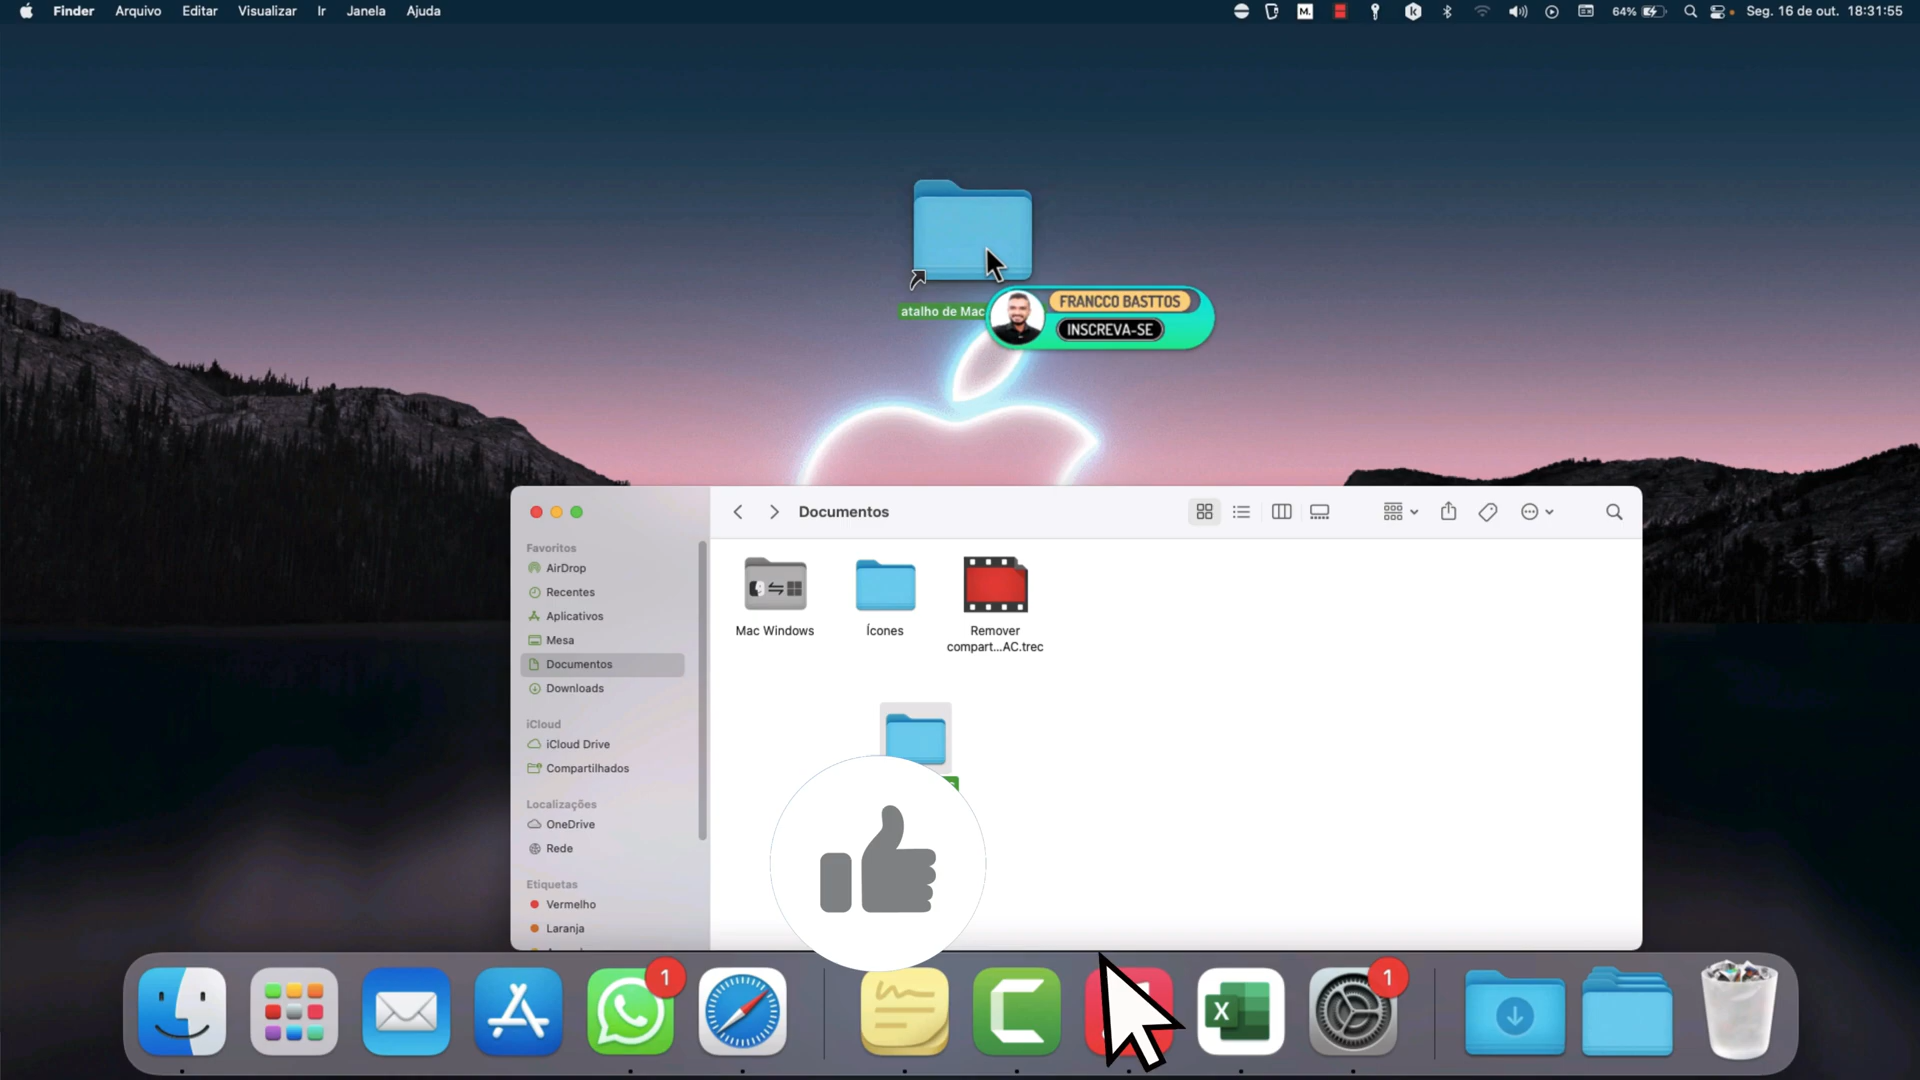 Finder Arquivo Editar Visualizar Ir Janela Ajuda
M.
64%
Seg. 16 de out. 18:31:55
atalho de Mac
FRANCCO BASTTOS
INSCREVA-SE
Documentos
Favoritos
AirDrop
Recentes
Aplicativos
Mesa
Documentos
Downloads
iCloud
iCloud Drive
Compartilhados
Localizações
OneDrive
Rede
Etiquetas
Vermelho
Laranja
Mac Windows
Ícones
Remover
compart...AC.trec
1
X
1